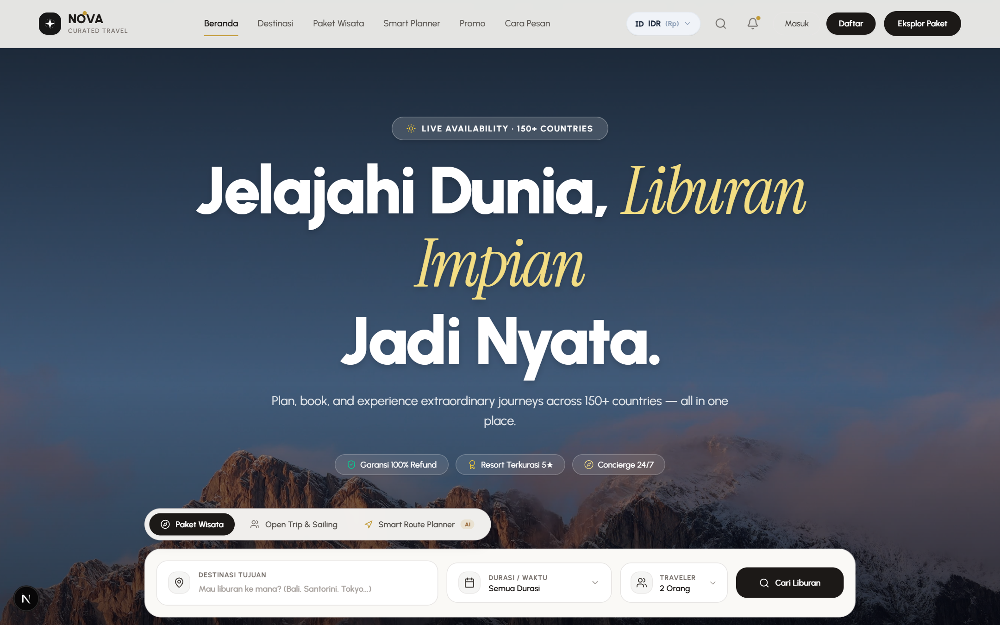 NOVA
CURATED TRAVEL
Beranda
Destinasi
Paket Wisata
Smart Planner
Promo
Cara Pesan
ID IDR (Rp)
Masuk
Daftar
Eksplor Paket
LIVE AVAILABILITY · 150+ COUNTRIES
Jelajahi Dunia, Liburan
Impian
Jadi Nyata.
Plan, book, and experience extraordinary journeys across 150+ countries — all in one
place.
Garansi 100% Refund
Resort Terkurasi 5★
Concierge 24/7
Paket Wisata
Open Trip & Sailing
Smart Route Planner AI
DESTINASI TUJUAN
Mau liburan ke mana? (Bali, Santorini, Tokyo...)
DURASI / WAKTU
Semua Durasi
TRAVELER
2 Orang
Cari Liburan
N